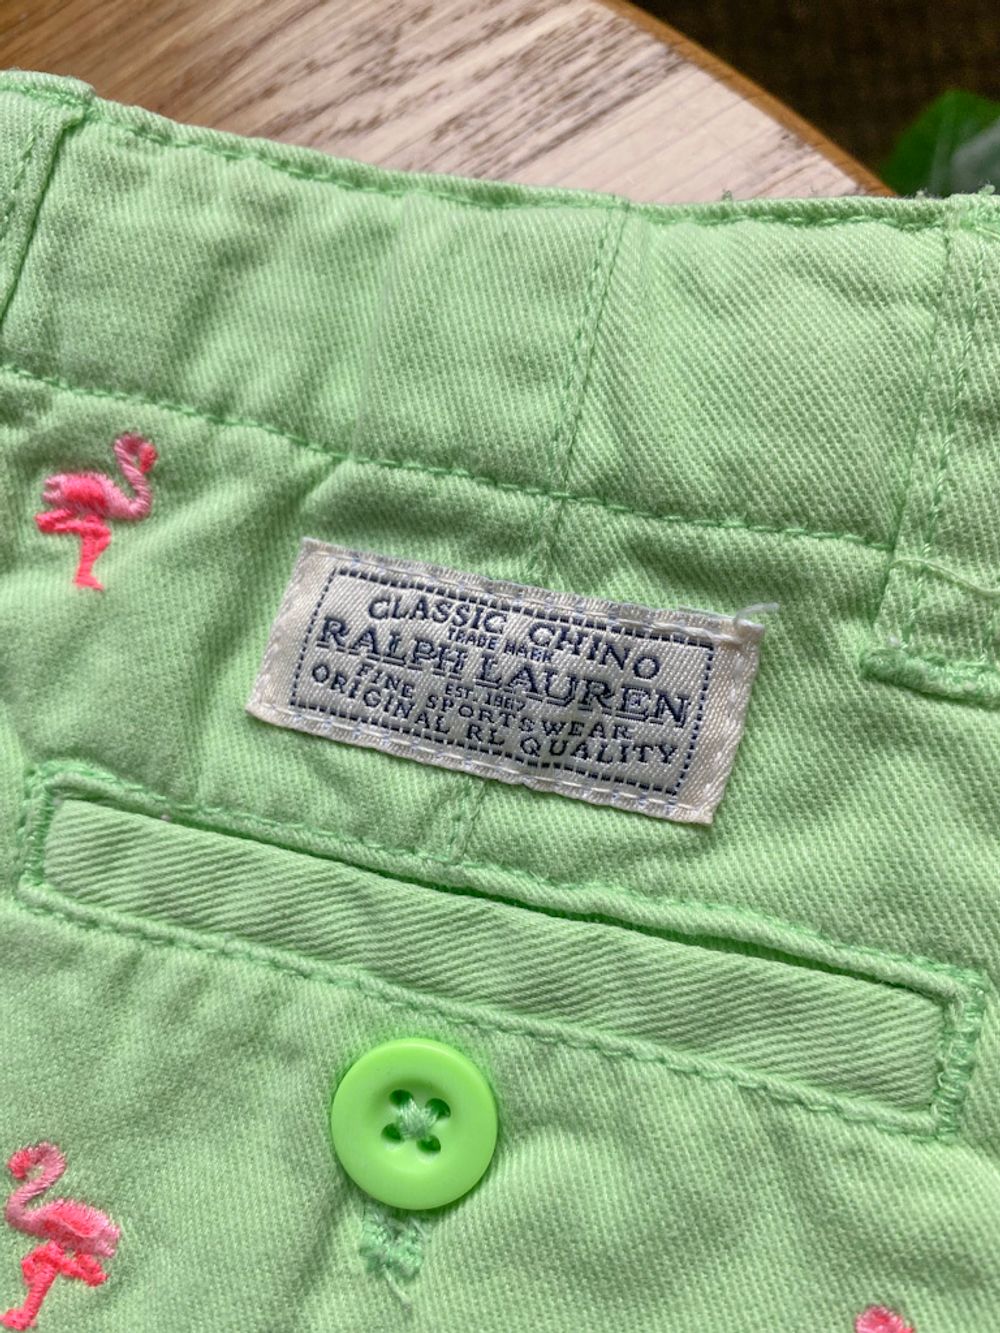 CLASSIC CHINO
TRADE MARK
RALPH LAUREN
EST. 1967
FINE SPORTSWEAR
ORIGINAL RL QUALITY